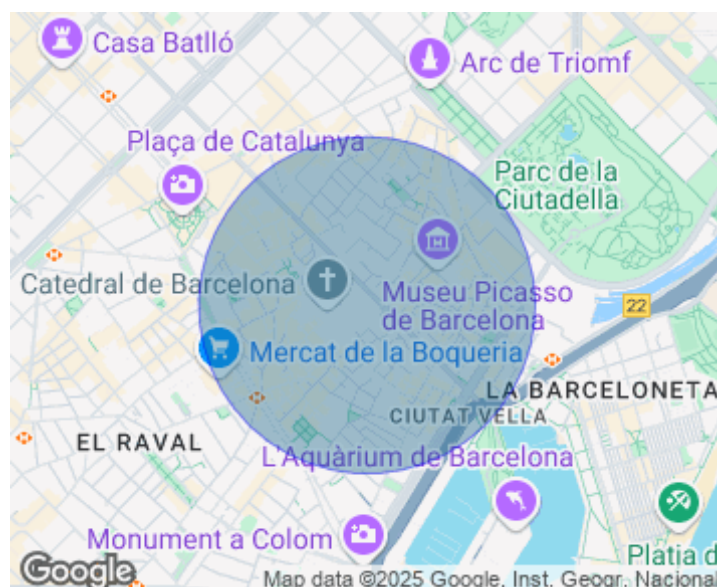 Casa Batlló
Arc de Triomf
Plaça de Catalunya
Parc de la
Ciutadella
Catedral de Barcelona
Museu Picasso
de Barcelona
22
Mercat de la Boqueria
LA BARCELONETA
CIUTAT VELLA
EL RAVAL
L'Aquàrium de Barcelona
Monument a Colom
Platja d
Google
Map data ©2025 Google, Inst. Geogr. Nacional